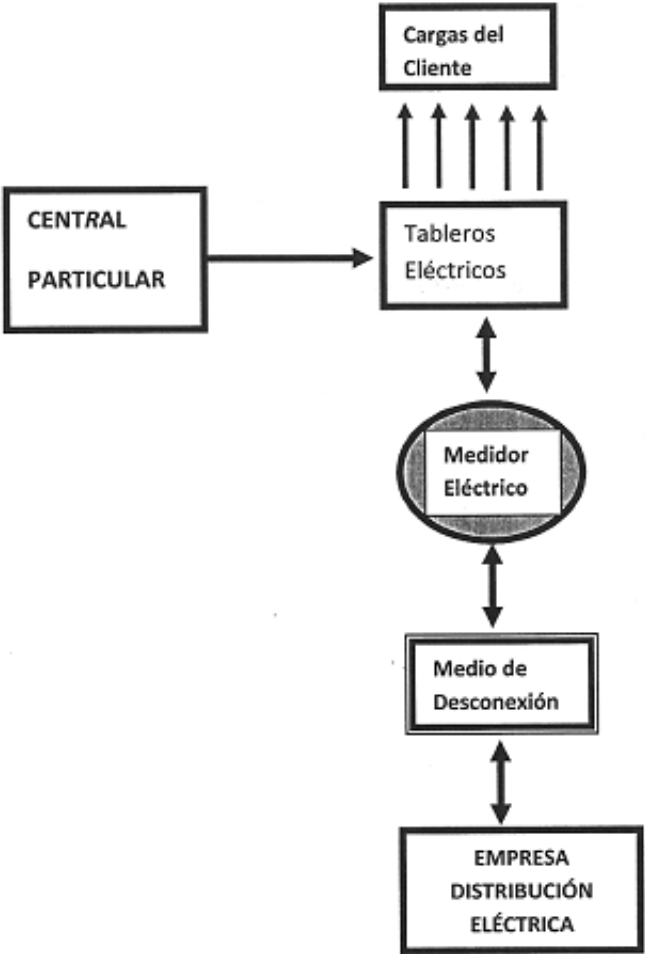 Cargas del
Cliente
CENTRAL
PARTICULAR
Tableros
Eléctricos
Medidor
Eléctrico
Medio de
Desconexión
EMPRESA
DISTRIBUCIÓN
ELÉCTRICA